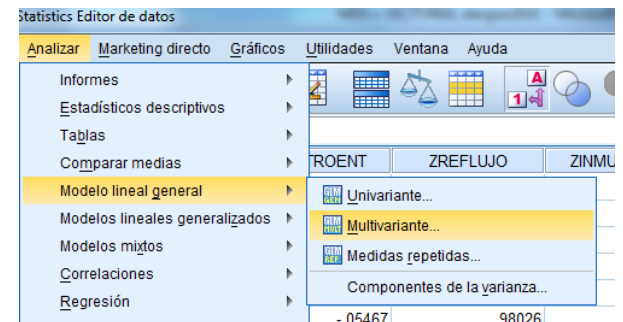 Statistics Editor de datos
Analizar Marketing directo Gráficos Utilidades Ventana Ayuda
Informes
Estadísticos descriptivos
Tablas
Comparar medias
Modelo lineal general
Modelos lineales generalizados
Modelos mixtos
Correlaciones
Regresión
A
14
TROENT ZREFLUJO ZINMU
Univariante...
Multivariante...
Medidas repetidas...
Componentes de la varianza...
-,05467 98026